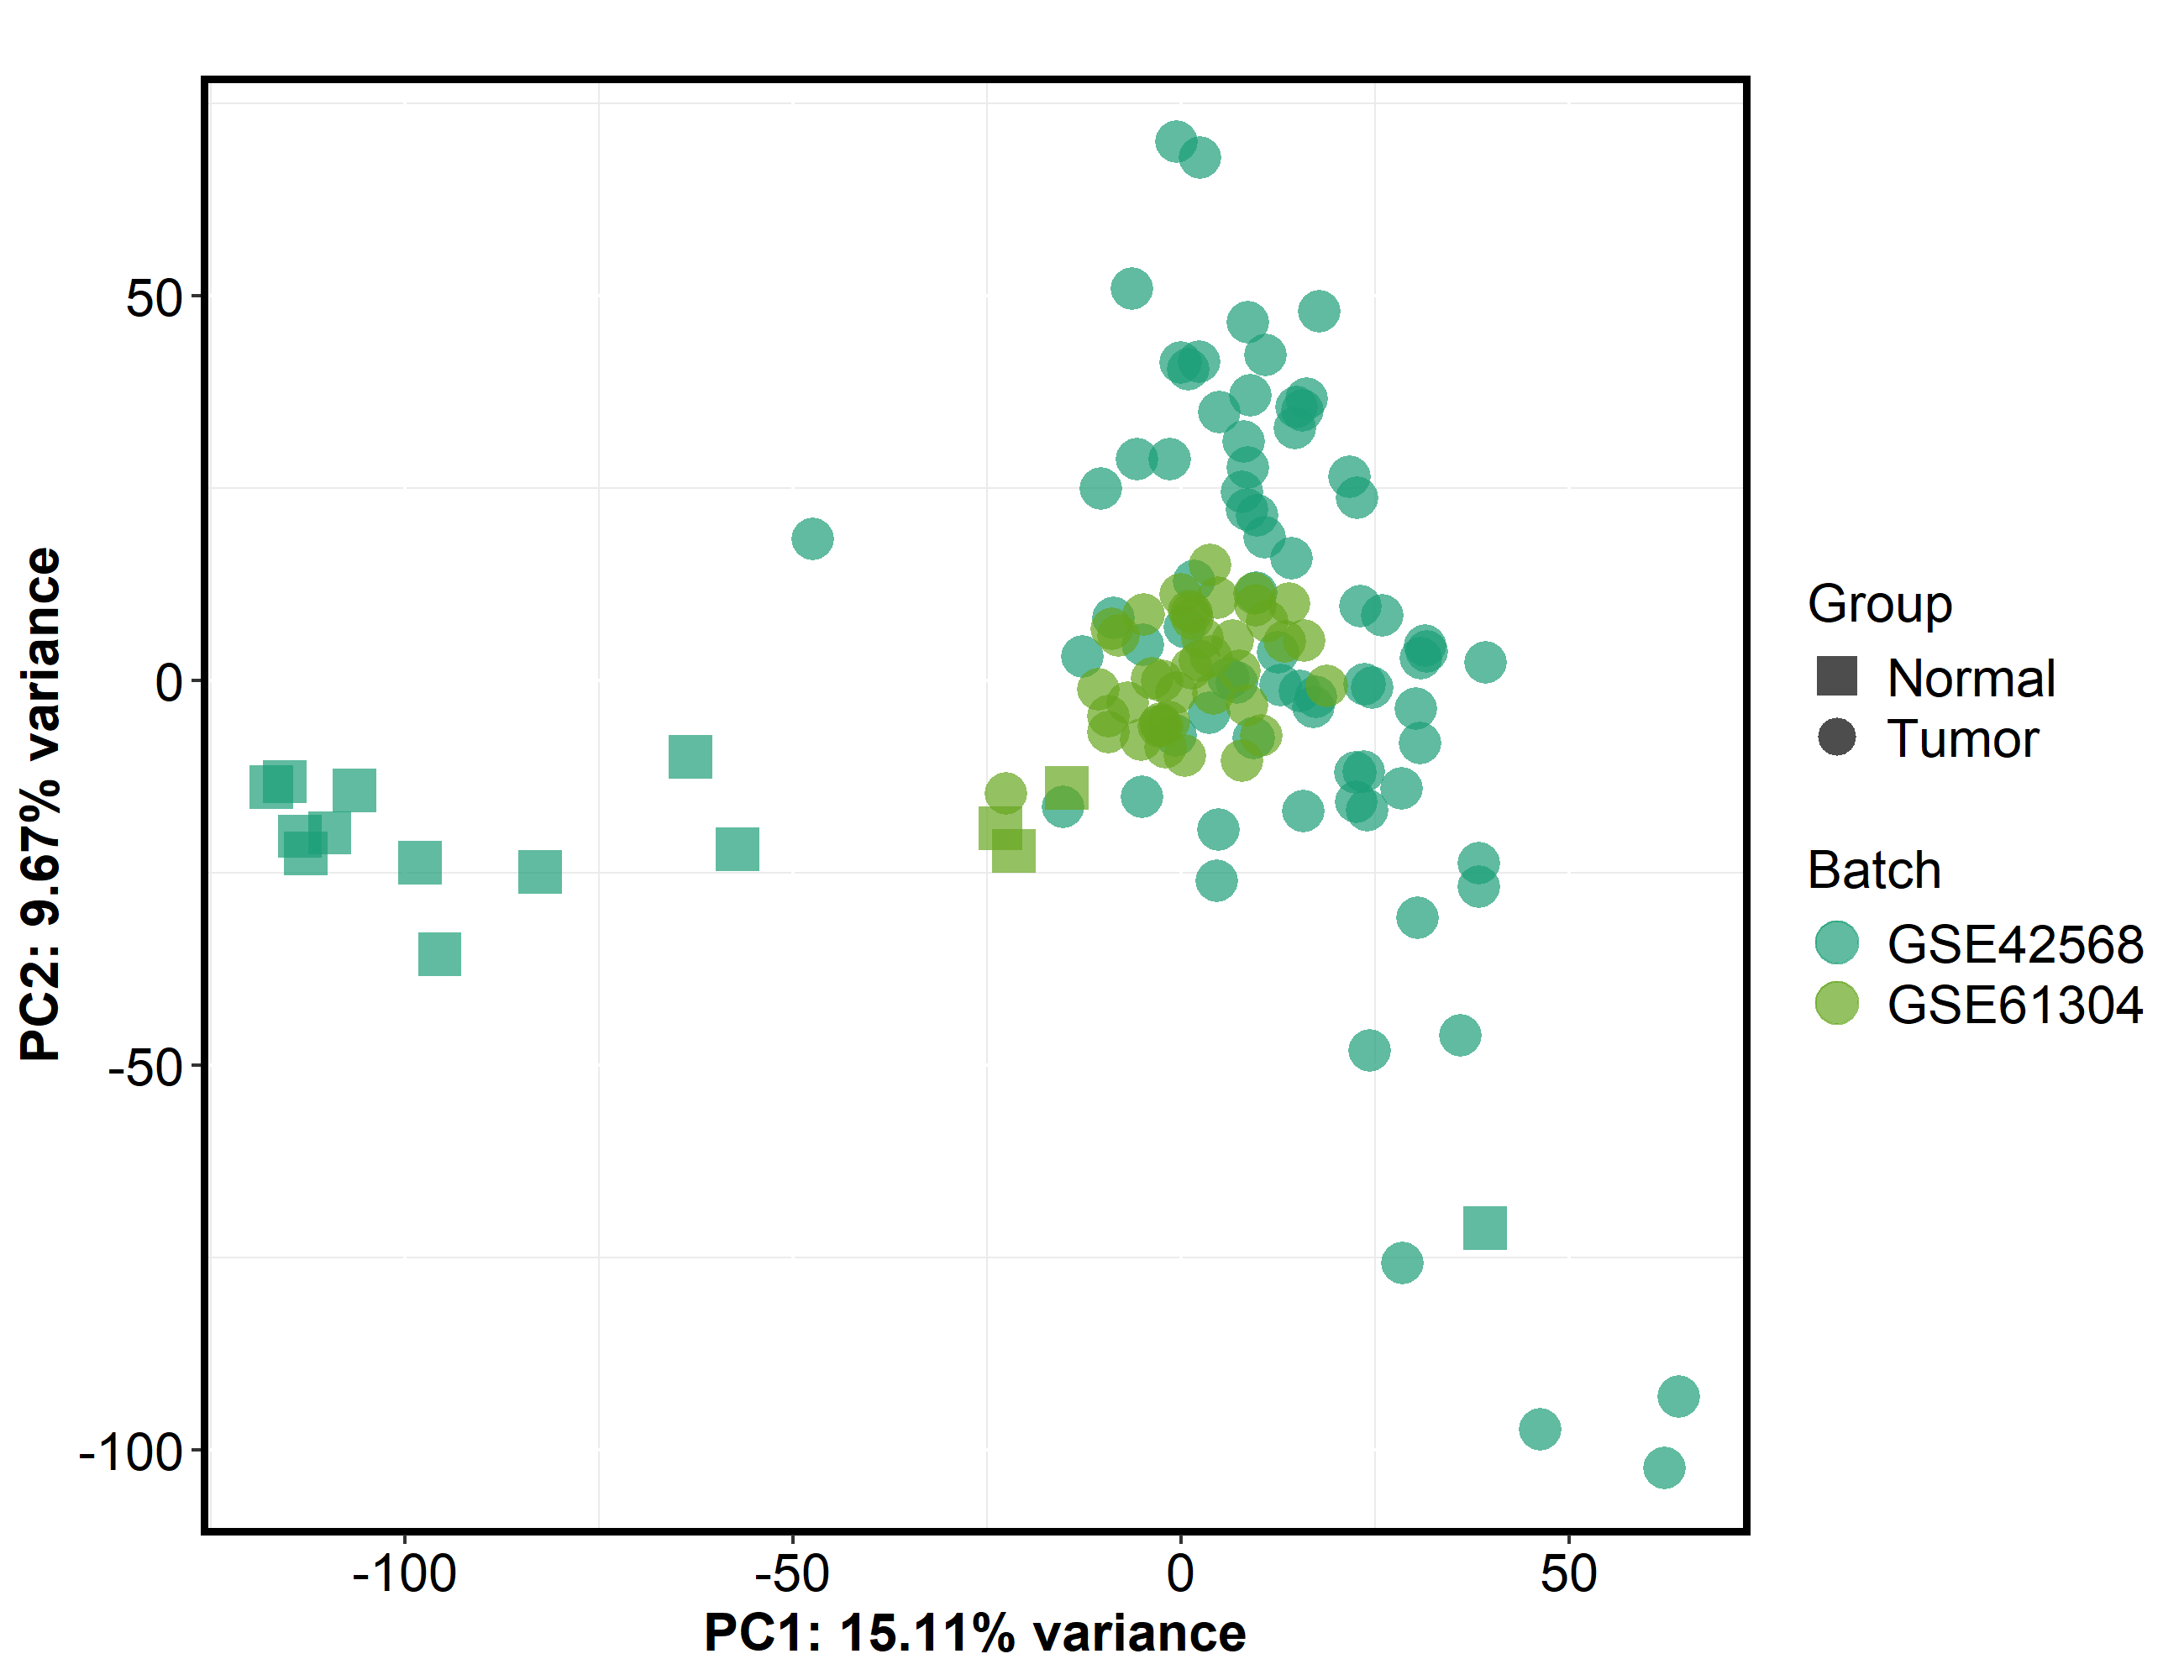 50
0
-50
-100
PC2: 9.67% variance
-100
-50
0
50
PC1: 15.11% variance
Group
Normal
Tumor
Batch
GSE42568
GSE61304